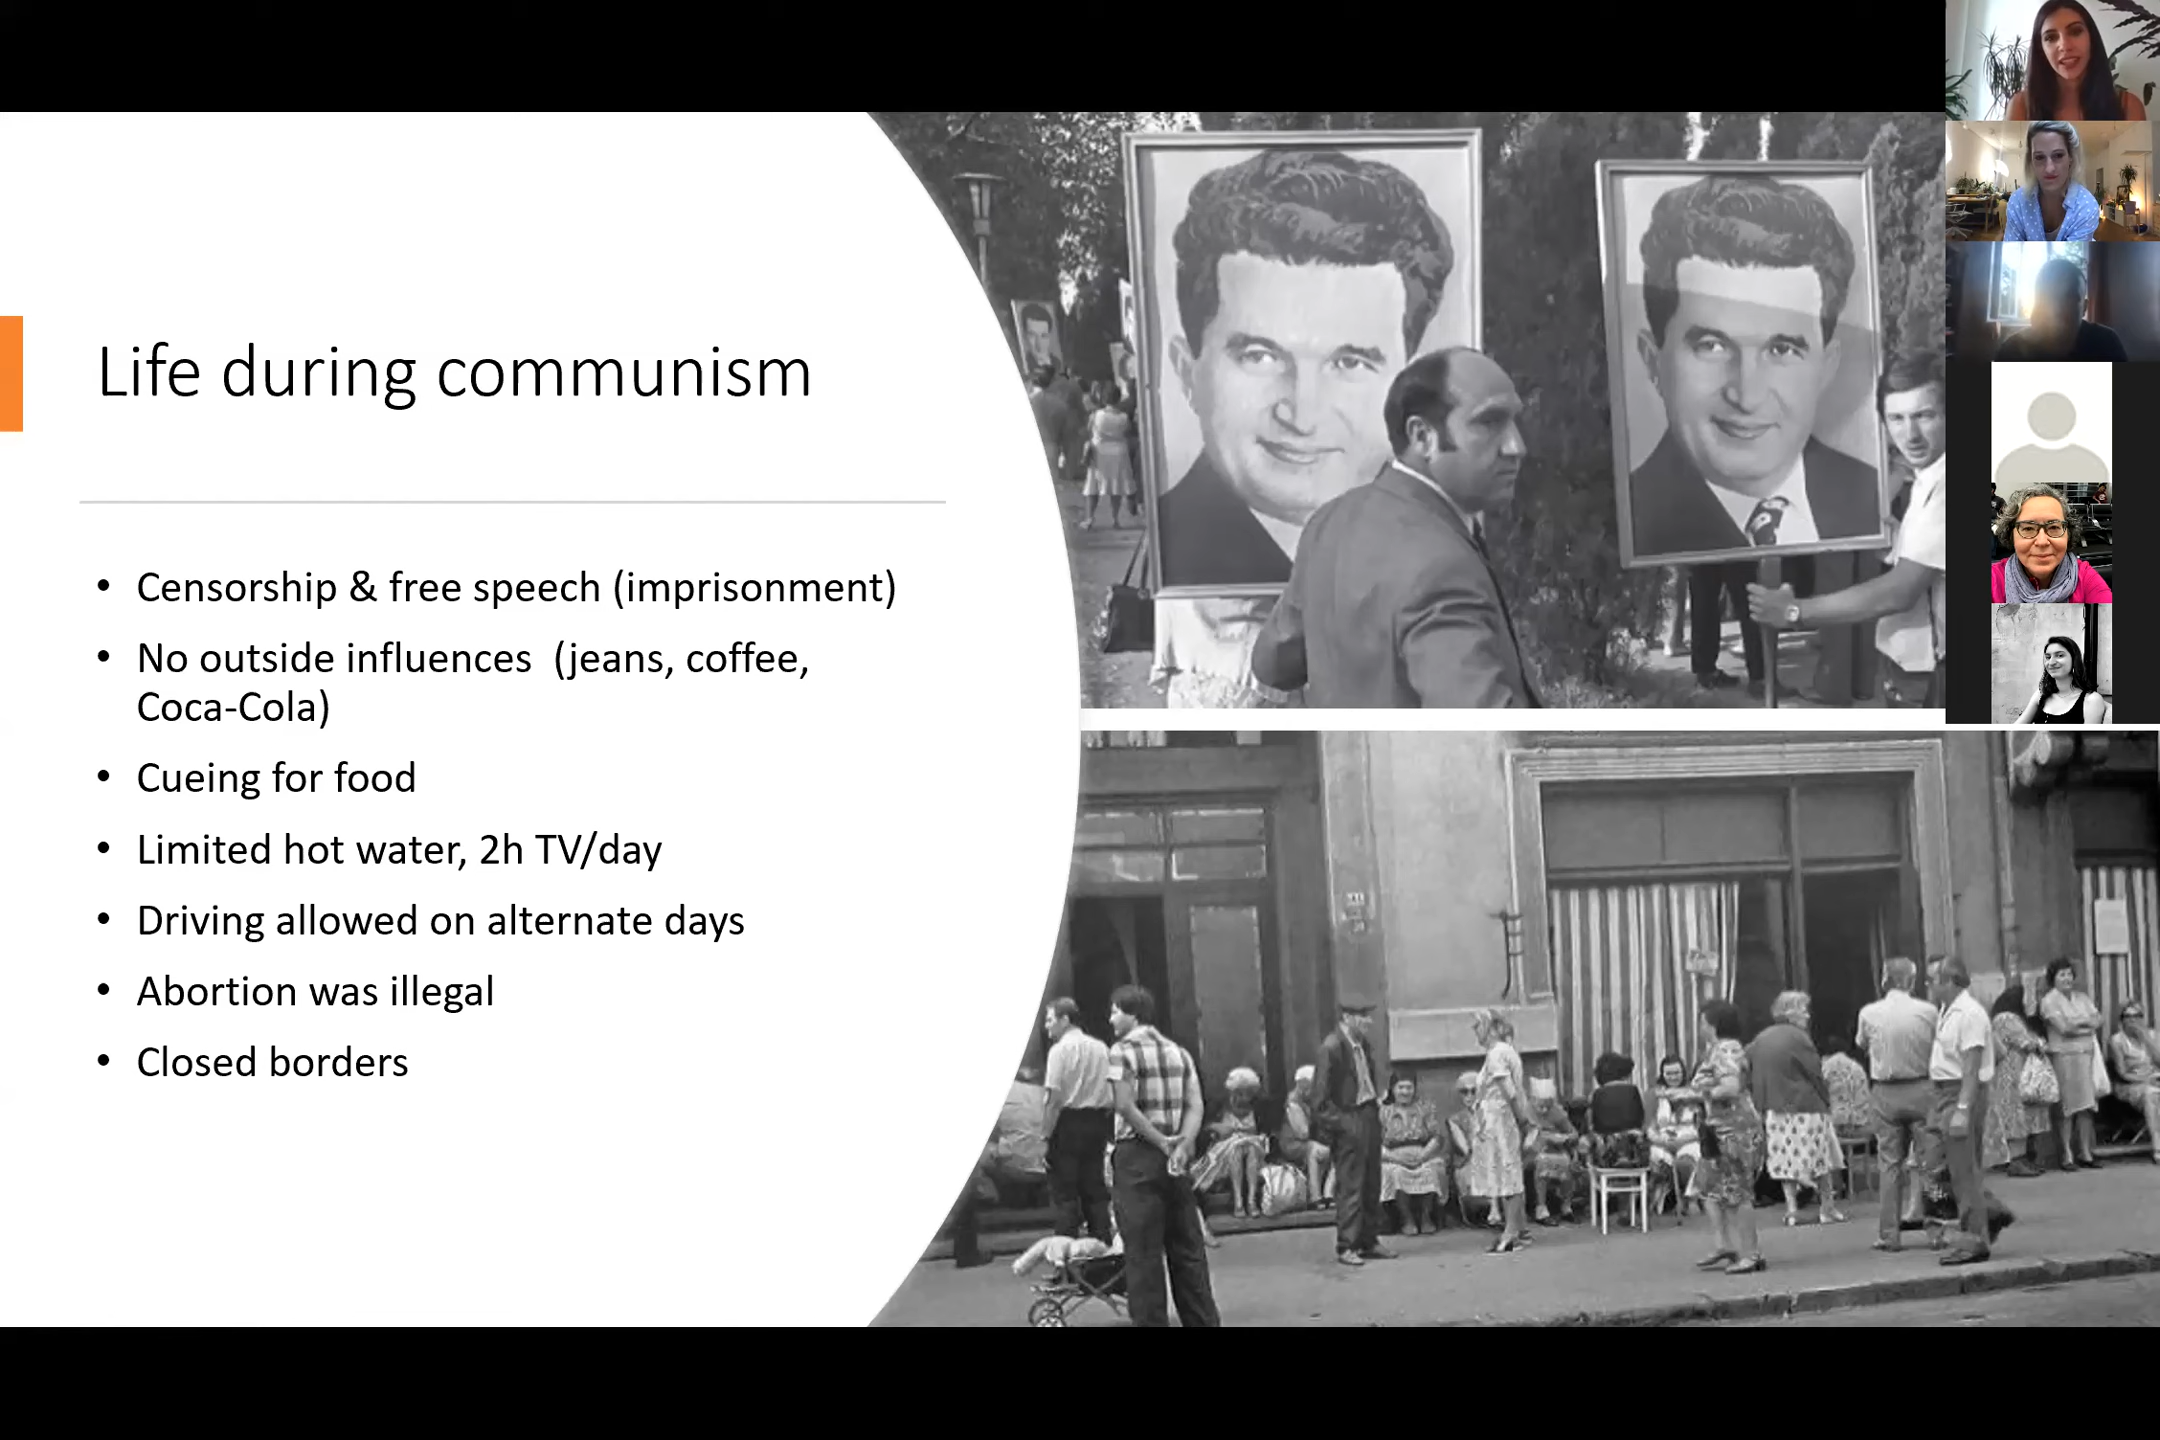 Life during communism
• Censorship & free speech (imprisonment)
• No outside influences  (jeans, coffee,
Coca-Cola)
• Cueing for food
• Limited hot water, 2h TV/day
• Driving allowed on alternate days
• Abortion was illegal
• Closed borders